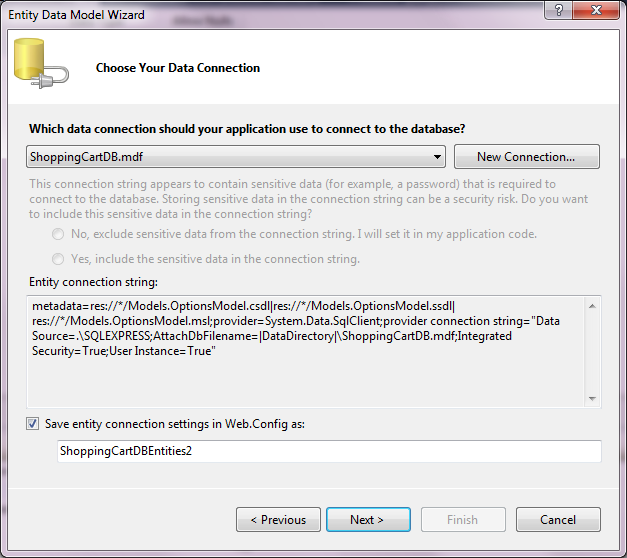 Entity Data Model Wizard
?
Choose Your Data Connection
Which data connection should your application use to connect to the database?
ShoppingCartDB.mdf
New Connection...
This connection string appears to contain sensitive data (for example, a password) that is required to
connect to the database. Storing sensitive data in the connection string can be a security risk. Do you want
to include this sensitive data in the connection string?
No, exclude sensitive data from the connection string. I will set it in my application code.
Yes, include the sensitive data in the connection string.
Entity connection string:
metadata=res://*/Models.OptionsModel.csdl|res://*/Models.OptionsModel.ssdl|
res://*/Models.OptionsModel.msl;provider=System.Data.SqlClient;provider connection string="Data
Source=.\SQLEXPRESS;AttachDbFilename=|DataDirectory|\ShoppingCartDB.mdf;Integrated
Security=True;User Instance=True"
Save entity connection settings in Web.Config as:
ShoppingCartDBEntities2
< Previous
Next >
Finish
Cancel